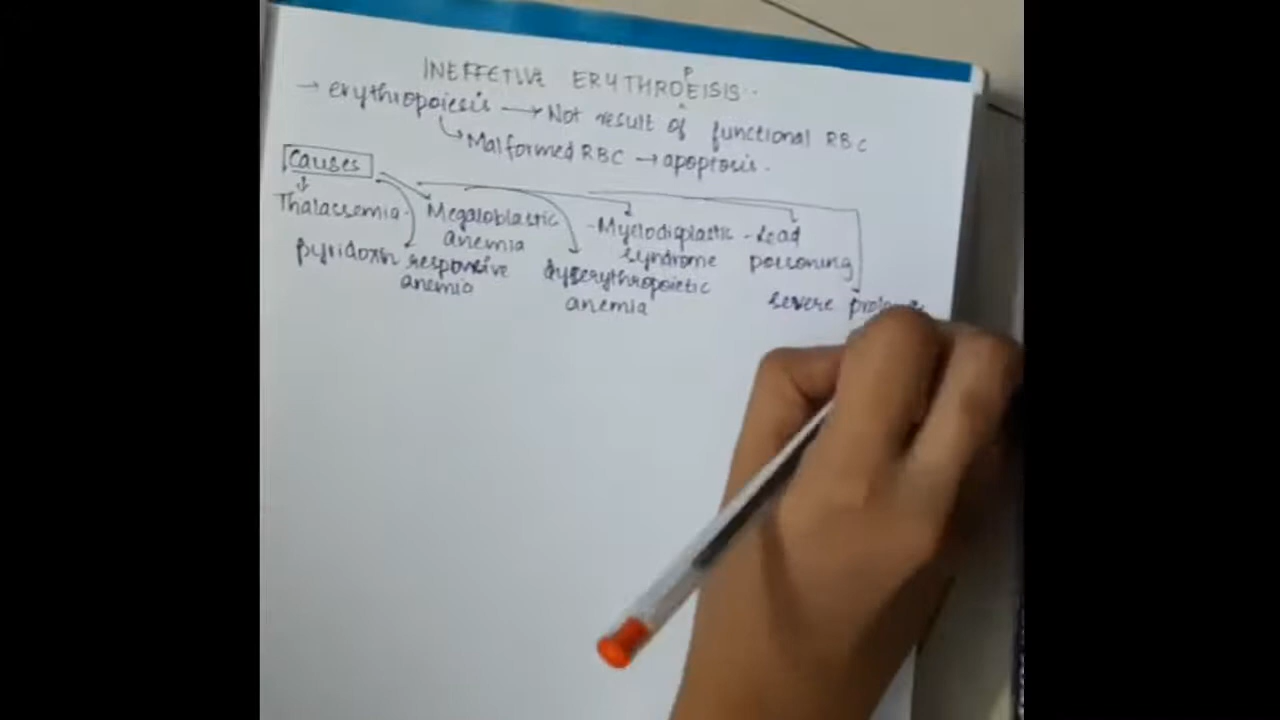 INEFFETIVE ERYTHROPEISIS..
→ erythropoiesis → Not result of functional RBC
↳ Malformed RBC → apoptosis.
Causes
Thalassemia. Megaloblastic anemia - Myelodisplastic syndrome - Lead poisoning
pyridoxin responsive anemia dyserythropoietic anemia severe